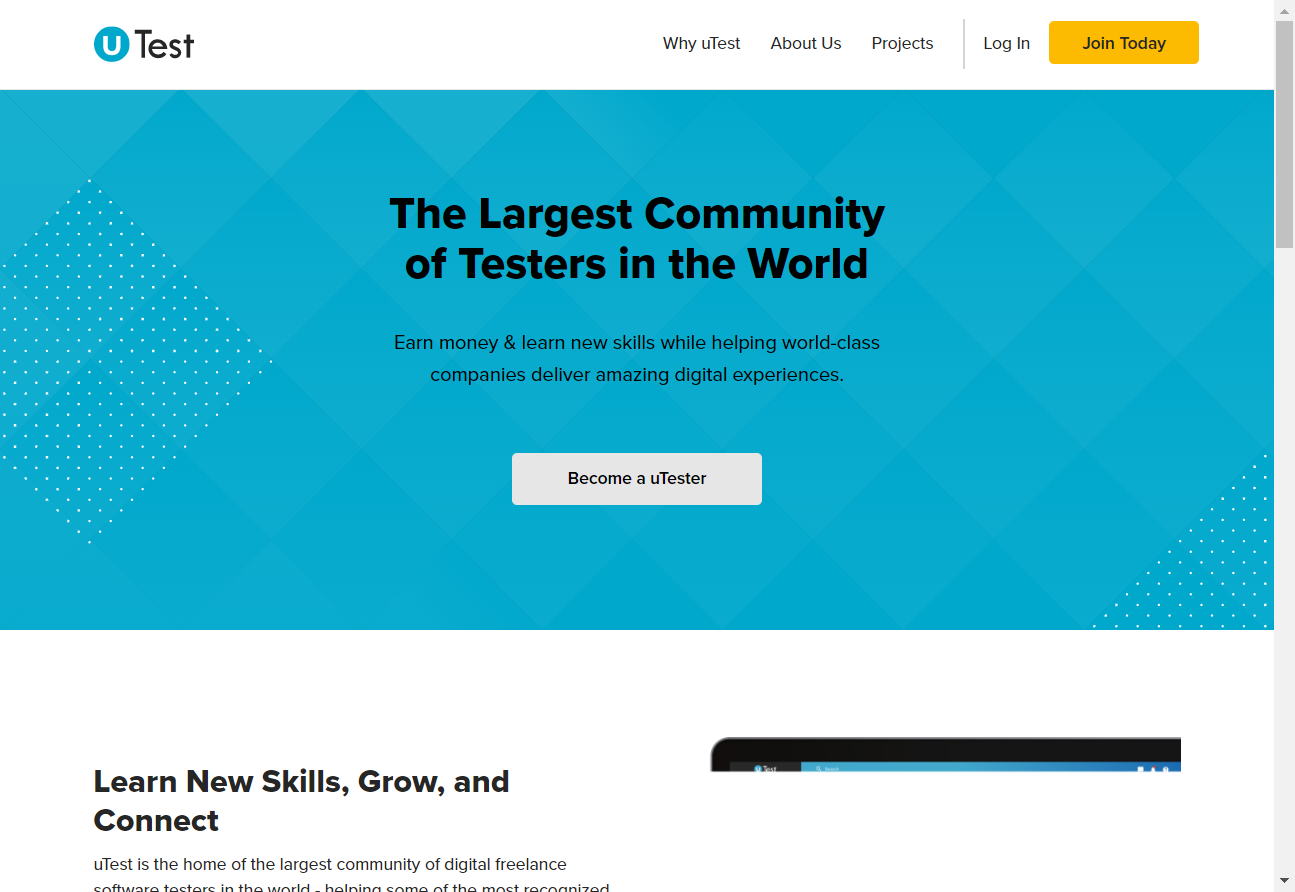 uTest
Why uTest
About Us
Projects
Log In
Join Today
The Largest Community
of Testers in the World
Earn money & learn new skills while helping world-class
companies deliver amazing digital experiences.
Become a uTester
Learn New Skills, Grow, and
Connect
uTest
Search
uTest is the home of the largest community of digital freelance
software testers in the world - helping some of the most recognized